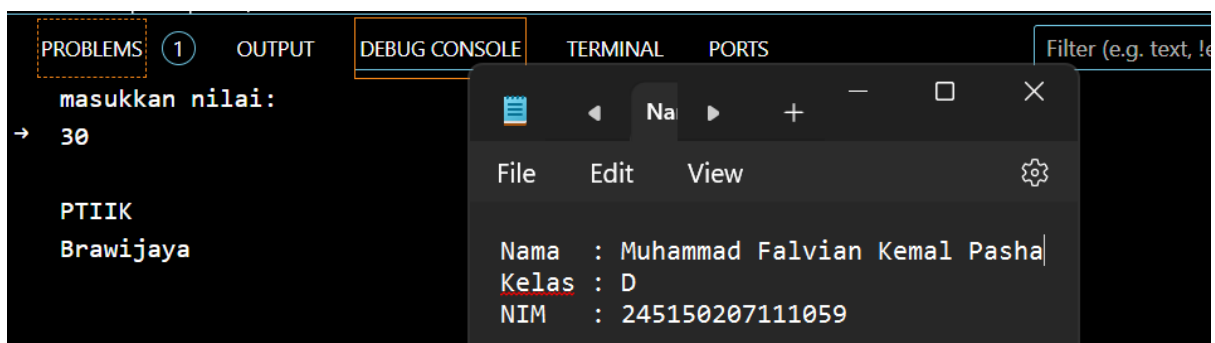 PROBLEMS 1 OUTPUT DEBUG CONSOLE TERMINAL PORTS Filter (e.g. text, !e
masukkan nilai:
→ 30
PTIIK
Brawijaya
Na
File Edit View
Nama : Muhammad Falvian Kemal Pasha
Kelas : D
NIM : 245150207111059